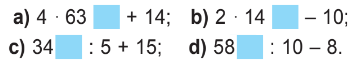 a) 4 · 63 + 14; b) 2 · 14 – 10;
c) 34 : 5 + 15; d) 58 : 10 – 8.